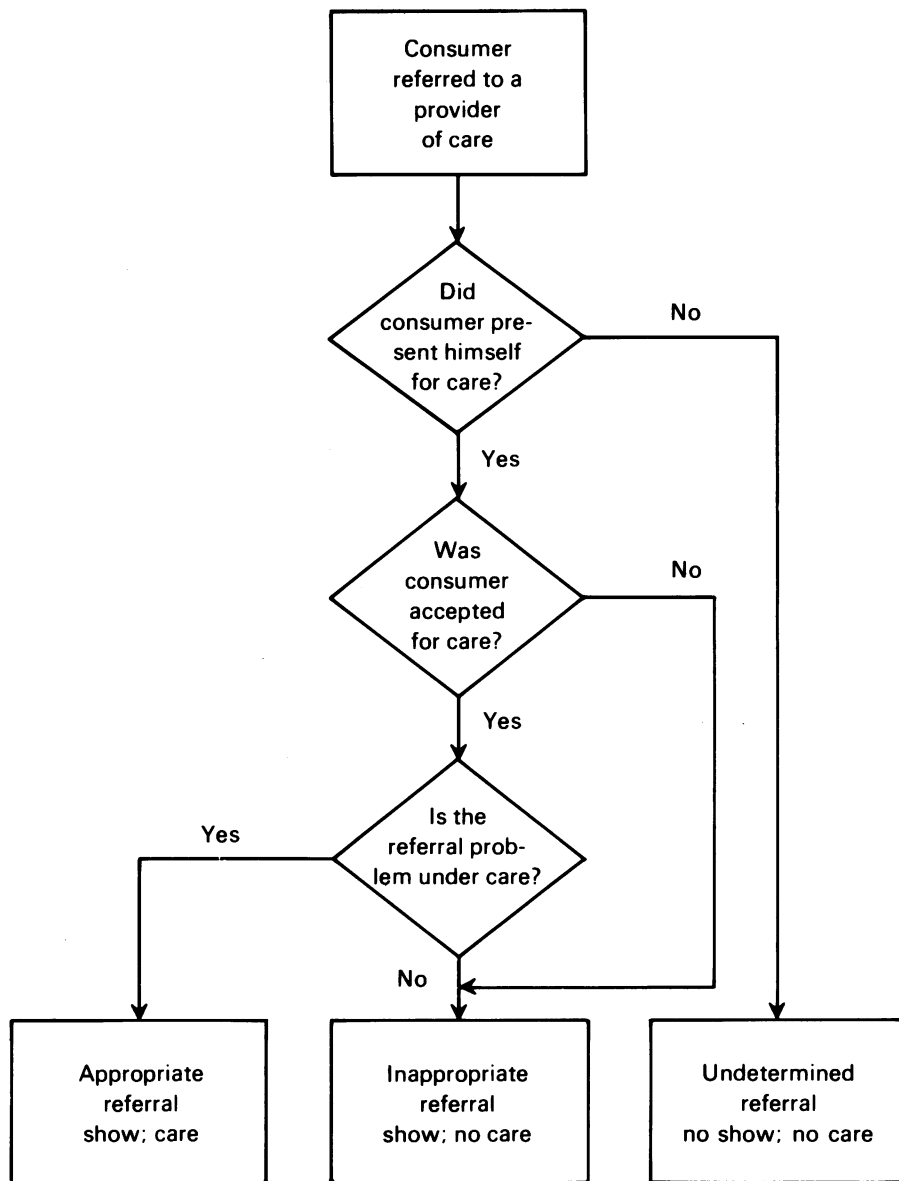 Consumer
referred to a
provider
of care
Did
consumer pre-
sent himself
for care?
No
Yes
Was
consumer
accepted
for care?
No
Yes
Is the
referral prob-
lem under care?
Yes
No
Appropriate
referral
show; care
Inappropriate
referral
show; no care
Undetermined
referral
no show; no care